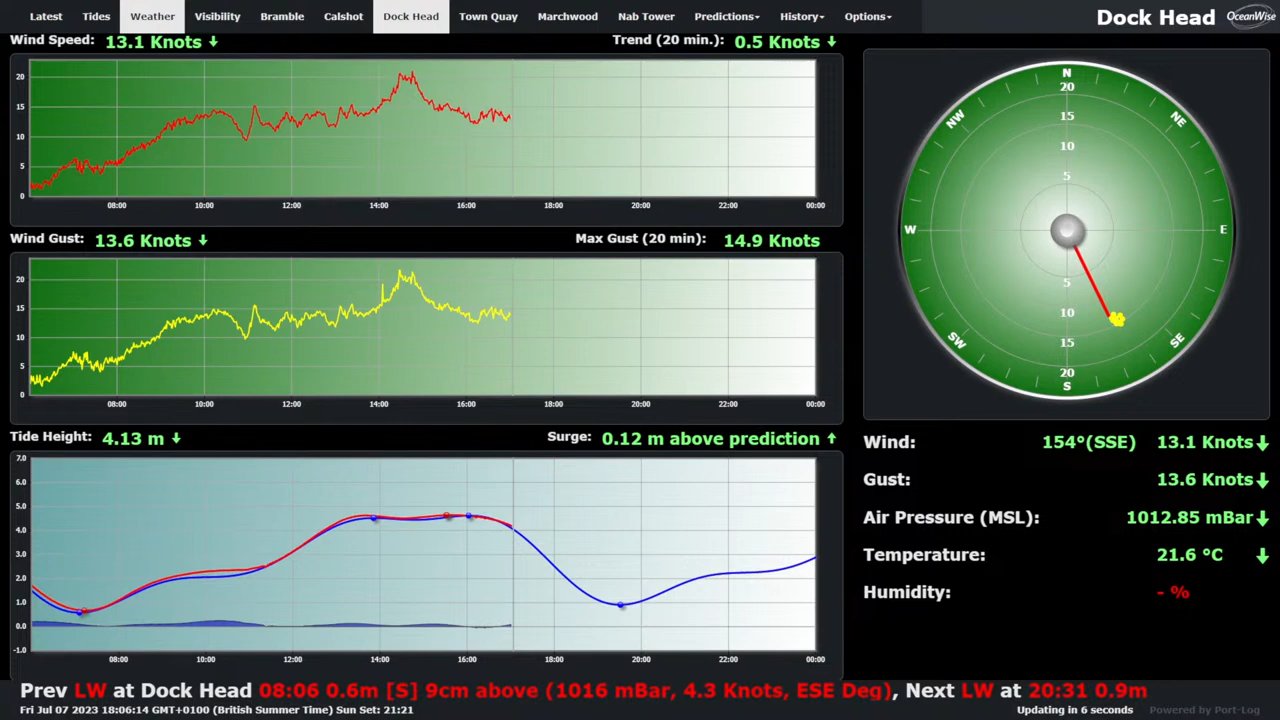 Latest Tides Weather Visibility Bramble Calshot Dock Head Town Quay Marchwood Nab Tower Predictions History Options Dock Head OceanWise
Wind Speed: 13.1 Knots ↓ Trend (20 min.): 0.5 Knots ↓
20
15
10
5
0
08:00 10:00 12:00 14:00 16:00 18:00 20:00 22:00 00:00
Wind Gust: 13.6 Knots ↓ Max Gust (20 min): 14.9 Knots
20
15
10
5
0
08:00 10:00 12:00 14:00 16:00 18:00 20:00 22:00 00:00
Tide Height: 4.13 m ↓ Surge: 0.12 m above prediction ↑
7.0
6.0
5.0
4.0
3.0
2.0
1.0
0.0
-1.0
08:00 10:00 12:00 14:00 16:00 18:00 20:00 22:00 00:00
N
20
NW 15 NE
10
5
W E
5
10
SW 15 SE
20
S
Wind: 154°(SSE) 13.1 Knots ↓
Gust: 13.6 Knots ↓
Air Pressure (MSL): 1012.85 mBar ↓
Temperature: 21.6 °C ↓
Humidity: - %
Prev LW at Dock Head 08:06 0.6m [S] 9cm above (1016 mBar, 4.3 Knots, ESE Deg), Next LW at 20:31 0.9m
Fri Jul 07 2023 18:06:14 GMT+0100 (British Summer Time) Sun Set: 21:21 Updating in 6 seconds Powered by Port-Log